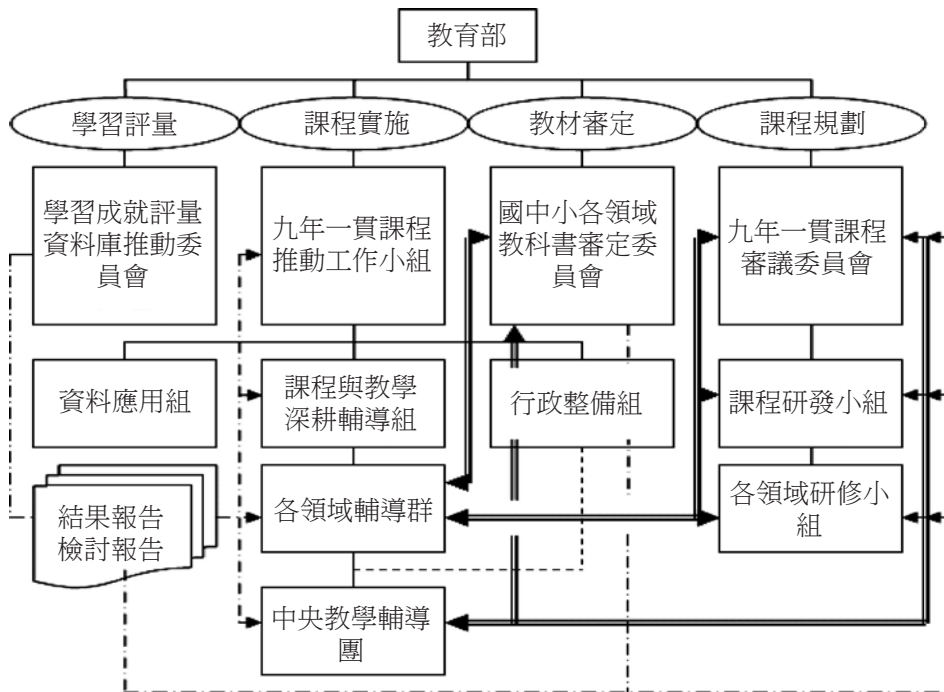 教育部
學習評量
課程實施
教材審定
課程規劃
學習成就評量
資料庫推動委
員會
九年一貫課程
推動工作小組
國中小各領域
教科書審定委
員會
九年一貫課程
審議委員會
資料應用組
課程與教學
深耕輔導組
行政整備組
課程研發小組
結果報告
檢討報告
各領域輔導群
各領域研修小
組
中央教學輔導
團